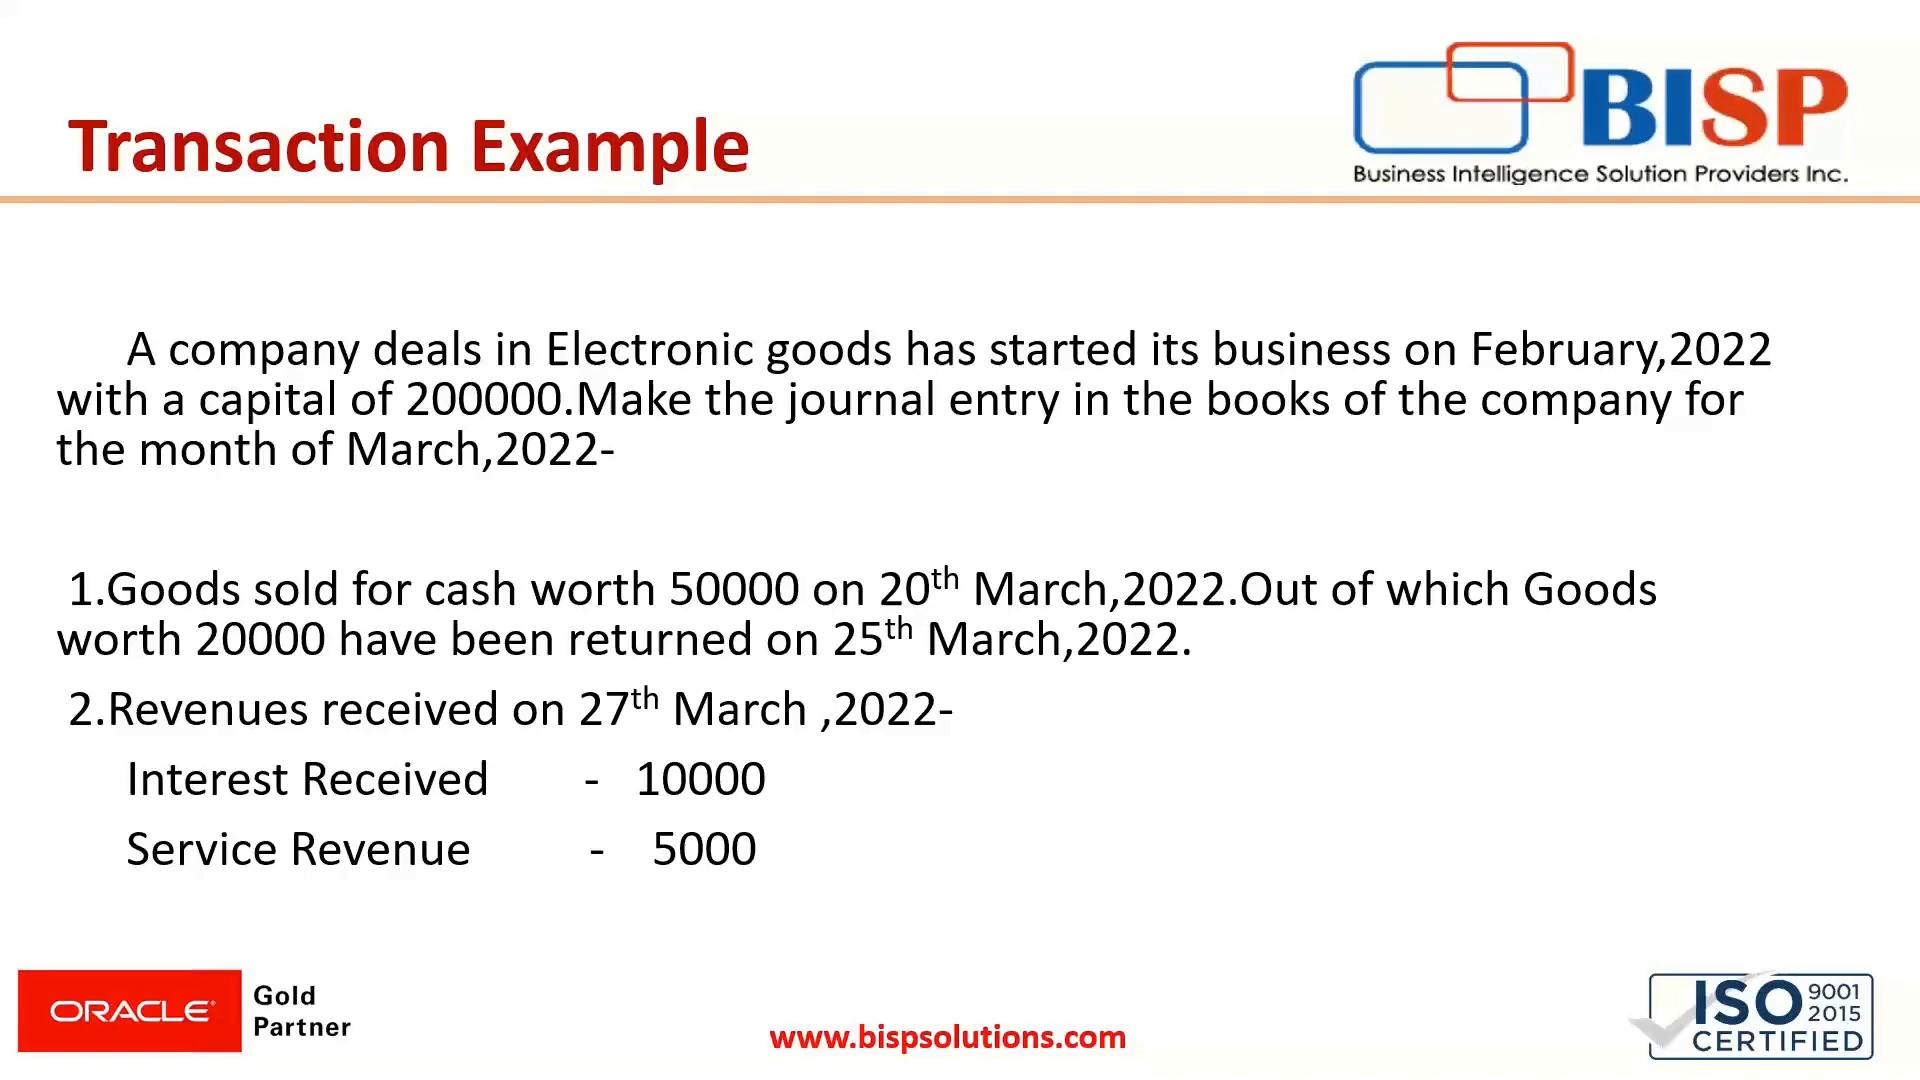 BISP
Business Intelligence Solution Providers Inc.
Transaction Example
A company deals in Electronic goods has started its business on February,2022
with a capital of 200000.Make the journal entry in the books of the company for
the month of March,2022-
1.Goods sold for cash worth 50000 on 20th March,2022.Out of which Goods
worth 20000 have been returned on 25th March,2022.
2.Revenues received on 27th March ,2022-
Interest Received - 10000
Service Revenue - 5000
ORACLE Gold
Partner
www.bispsolutions.com
ISO 9001
2015
CERTIFIED